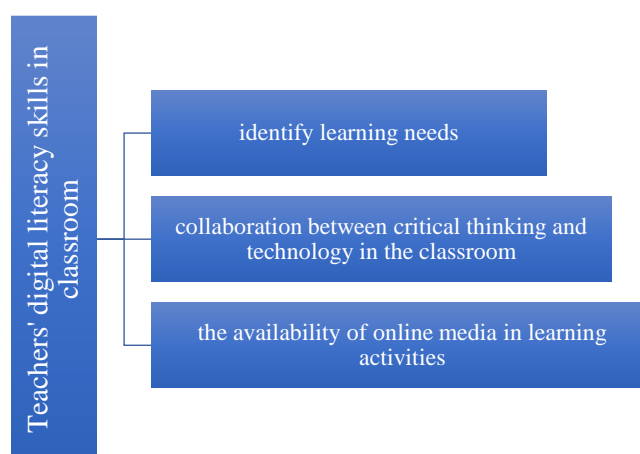 Teachers' digital literacy skills in
classroom
identify learning needs
collaboration between critical thinking and
technology in the classroom
the availability of online media in learning
activities